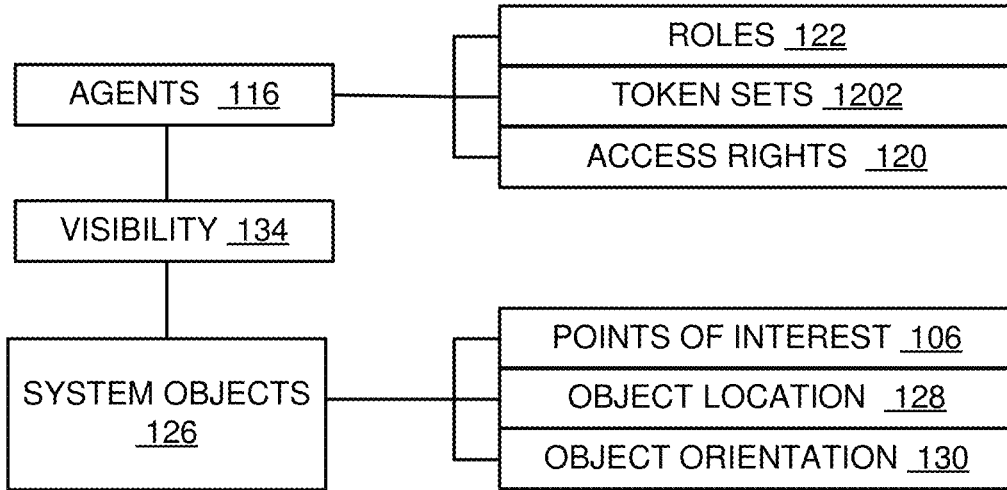 ROLES 122
AGENTS 116
TOKEN SETS 1202
ACCESS RIGHTS 120
VISIBILITY 134
POINTS OF INTEREST 106
SYSTEM OBJECTS
126
OBJECT LOCATION 128
OBJECT ORIENTATION 130